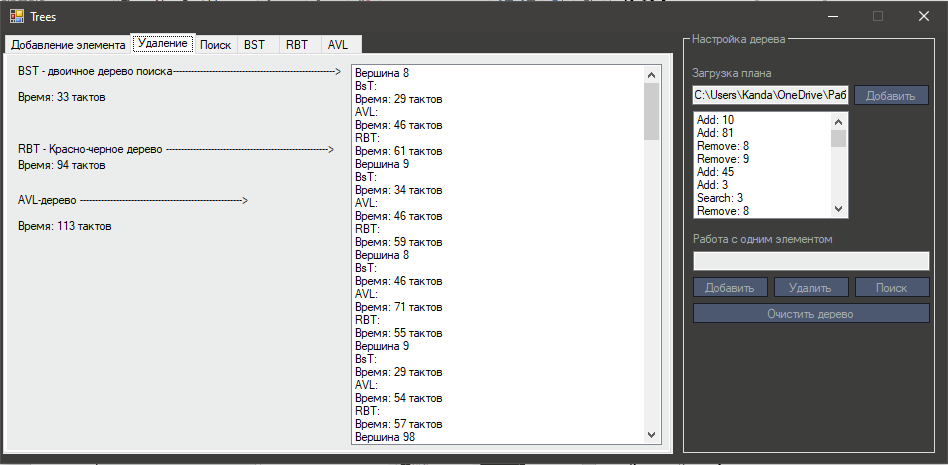 Trees
Добавление элемента Удаление Поиск BST RBT AVL
BST - двоичное дерево поиска------------------------------------------------------>
Время: 33 тактов
RBT - Красно-черное дерево ------------------------------------------------------>
Время: 94 тактов
AVL-дерево ------------------------------------------------------>
Время: 113 тактов
Вершина 8
BsT:
Время: 29 тактов
AVL:
Время: 46 тактов
RBT:
Время: 61 тактов
Вершина 9
BsT:
Время: 34 тактов
AVL:
Время: 46 тактов
RBT:
Время: 59 тактов
Вершина 8
BsT:
Время: 46 тактов
AVL:
Время: 71 тактов
RBT:
Время: 55 тактов
Вершина 9
BsT:
Время: 29 тактов
AVL:
Время: 54 тактов
RBT:
Время: 57 тактов
Вершина 98
Настройка дерева
Загрузка плана
C:\Users\Kanda\OneDrive\Раб Добавить
Add: 10
Add: 81
Remove: 8
Remove: 9
Add: 45
Add: 3
Search: 3
Remove: 8
Работа с одним элементом
Добавить Удалить Поиск
Очистить дерево